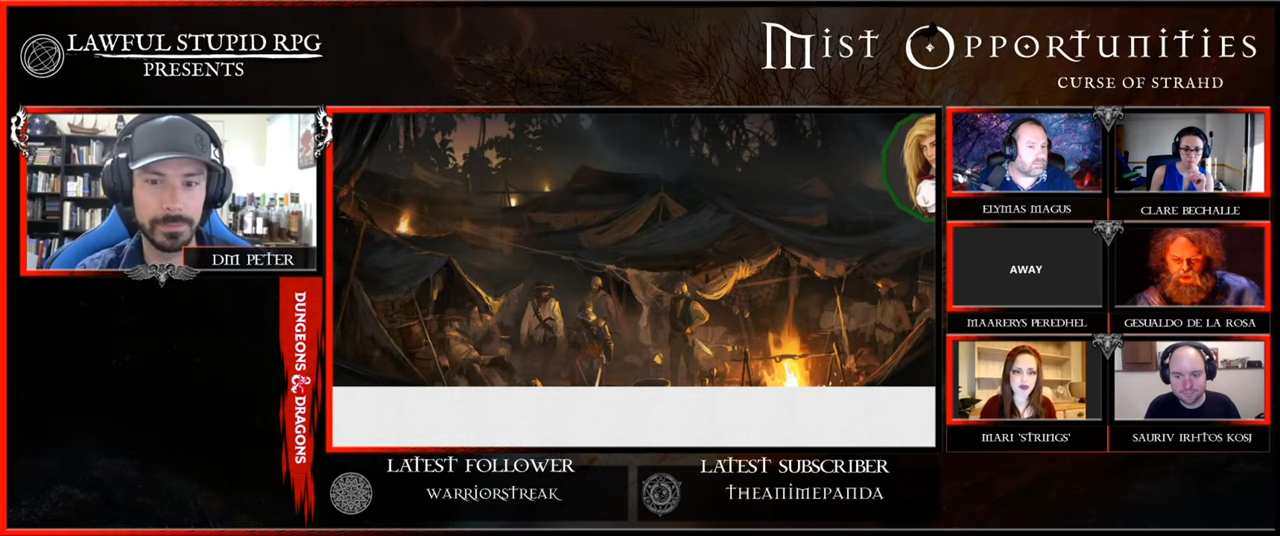 LAWFUL STUPID RPG
PRESENTS
MIST OPPORTUNITIES
CURSE OF STRAHD
DM PETER
ELYMAS MAGUS
CLARE BECHALLE
AWAY
MAARERYS PEREDHEL
GESUALDO DE LA ROSA
MARI 'STRINGS'
SAURIV IRHTOS KOSJ
DUNGEONS & DRAGONS
LATEST FOLLOWER
WARRIORSTREAK
LATEST SUBSCRIBER
THEANIMEPANDA